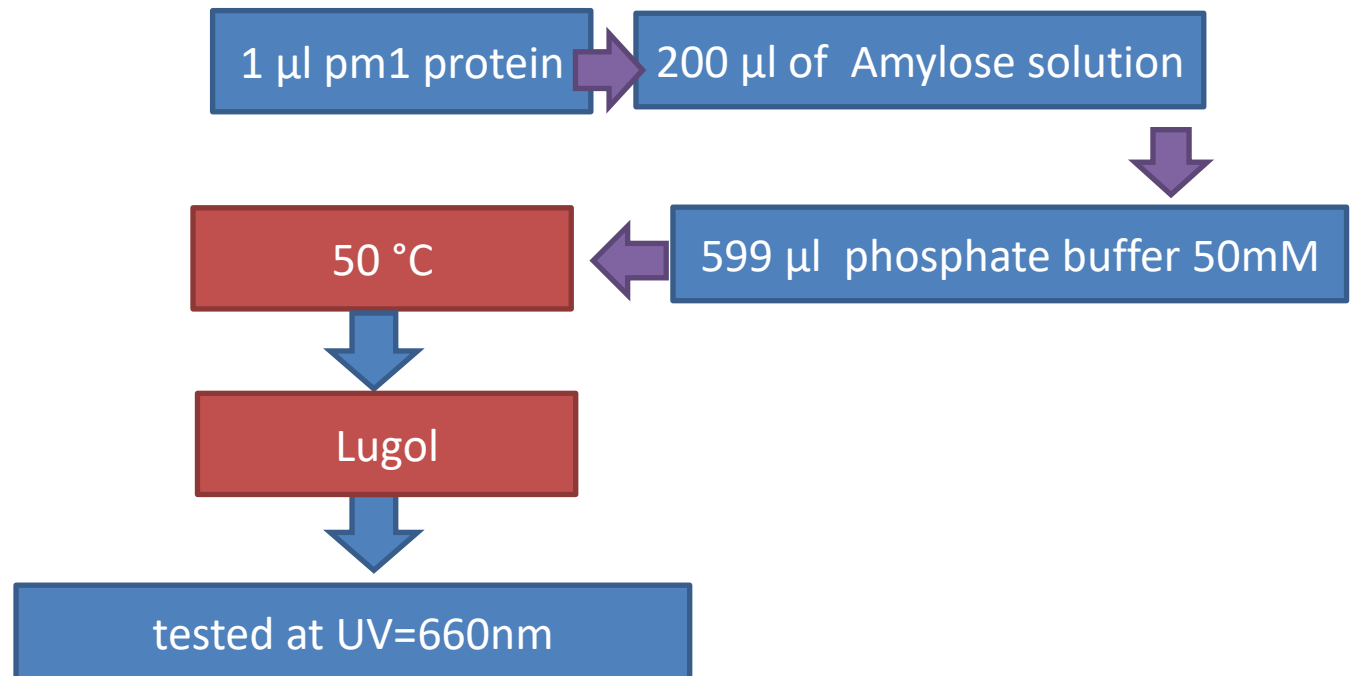 1 µl pm1 protein
200 µl of  Amylose solution
599 µl  phosphate buffer 50mM
50 °C
Lugol
tested at UV=660nm